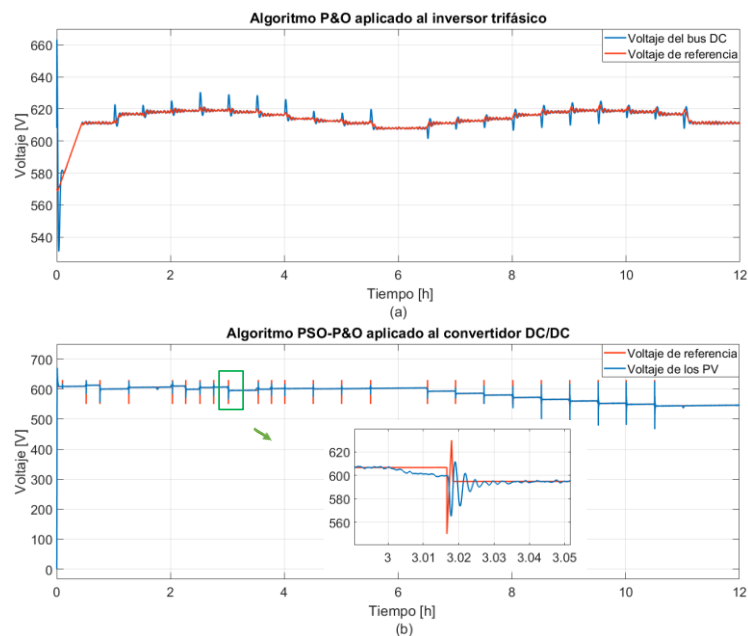 Algoritmo P&O aplicado al inversor trifásico
Voltaje del bus DC
Voltaje de referencia
Voltaje [V]
660
640
620
600
580
560
540
0 2 4 6 8 10 12
Tiempo [h]
(a)
Algoritmo PSO-P&O aplicado al convertidor DC/DC
Voltaje de referencia
Voltaje de los PV
Voltaje [V]
700
600
500
400
300
200
100
0
620
600
580
560
3 3.01 3.02 3.03 3.04 3.05
0 2 4 6 8 10 12
Tiempo [h]
(b)